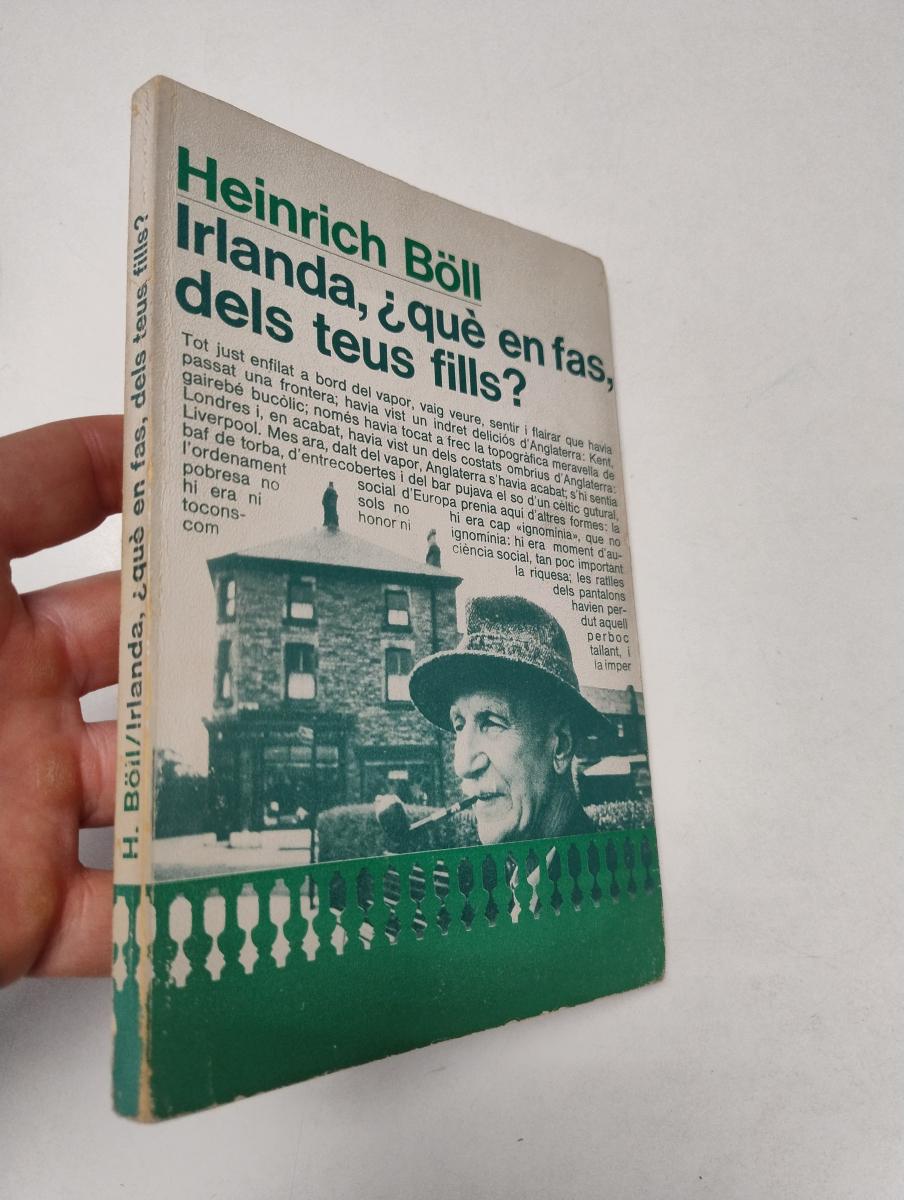 Heinrich Böll
Irlanda, ¿què en fas,
dels teus fills?
Tot just enfilat a bord del vapor, vaig veure, sentir i flairar que havia
passat una frontera; havia vist un indret deliciós d'Anglaterra: Kent,
gairebé bucòlic; només havia tocat a frec la topogràfica meravella de
Londres i, en acabat, havia vist un dels costats ombrius d'Anglaterra:
Liverpool. Mes ara, dalt del vapor, Anglaterra s'havia acabat; s'hi sentia
baf de torba, d'entrecobertes i del bar pujava el so d'un cèltic gutural,
l'ordenament social d'Europa prenia aquí d'altres formes: la
pobresa no sols no hi era cap «ignomínia», que no
hi era ni honor ni ignomínia: hi era moment d'au-
tocons- ciència social, tan poc important
com la riquesa; les ratlles
dels pantalons
havien per-
dut aquell
perboc
tallant, i
la imper
H. Böll/Irlanda, ¿què en fas, dels teus fills?